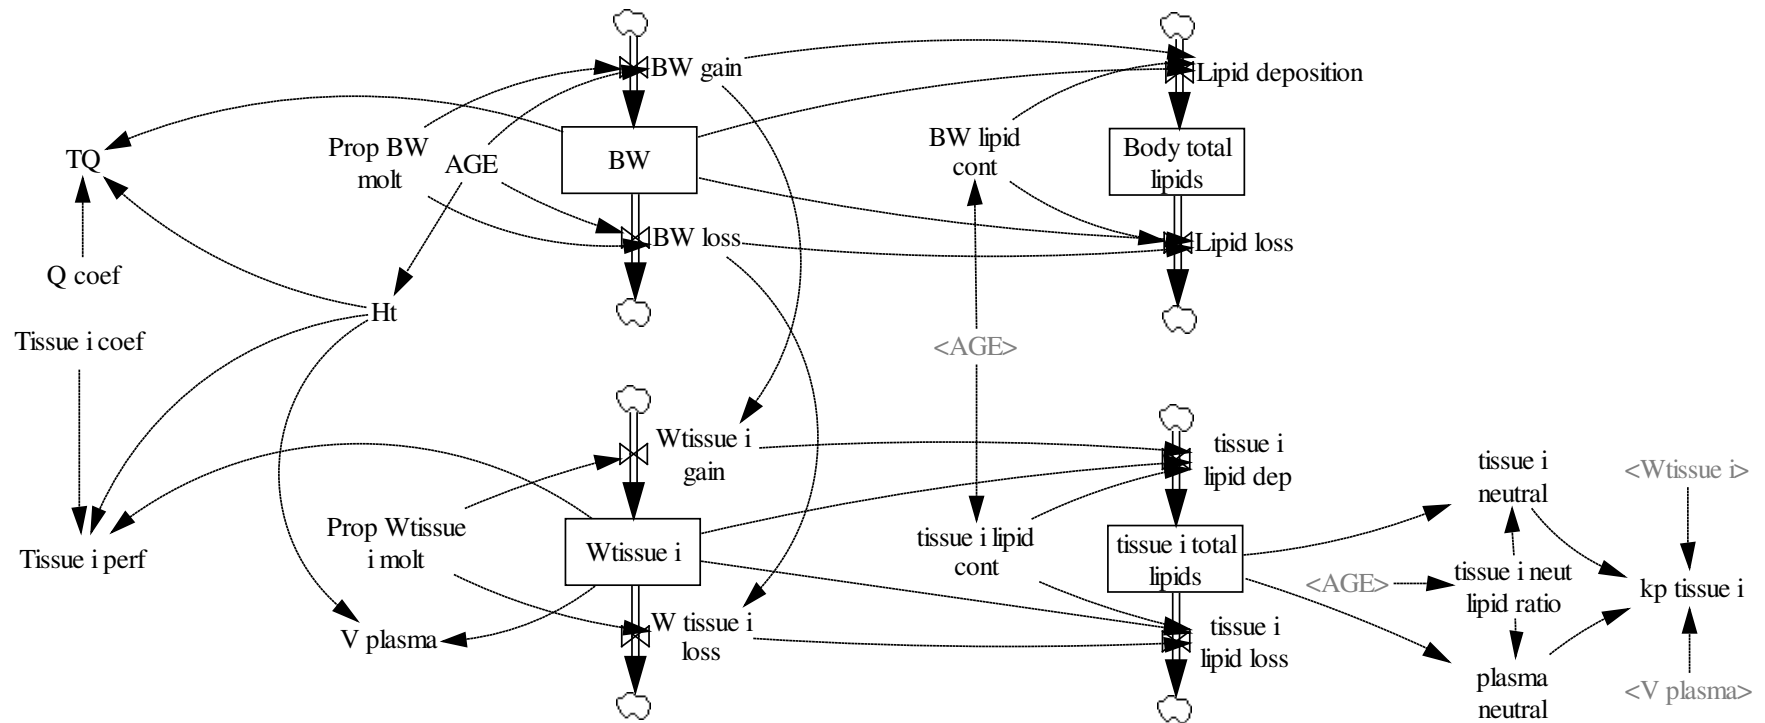 BW gain
Lipid deposition
TQ
Prop BW
molt
AGE
BW
BW lipid
cont
Body total
lipids
BW loss
Lipid loss
Q coef
Ht
Tissue i coef
<AGE>
Wtissue i
gain
tissue i
lipid dep
tissue i
neutral
<Wtissue i>
Tissue i perf
Prop Wtissue
i molt
Wtissue i
tissue i lipid
cont
tissue i total
lipids
<AGE>
tissue i neut
lipid ratio
kp tissue i
V plasma
W tissue i
loss
tissue i
lipid loss
plasma
neutral
<V plasma>